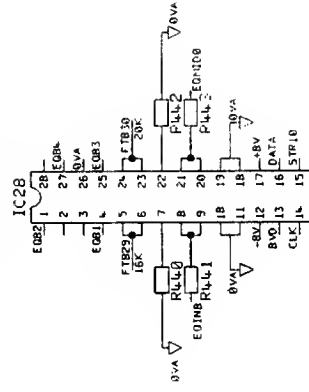 IC28
EQB2 1 28
2 27 EQB4
3 26 0VA
EQB1 4 25 EQB3
5 24
FTB29 FTB30
16K 20K
6 23
0VA R440 7 22 R442 0VA
8 21
EQINB R441 9 20 EQMID0
10 19
0VA 11 18 0VA
-8V 12 17 +8V
BVO 13 16 DATA
CLK 14 15 STR10